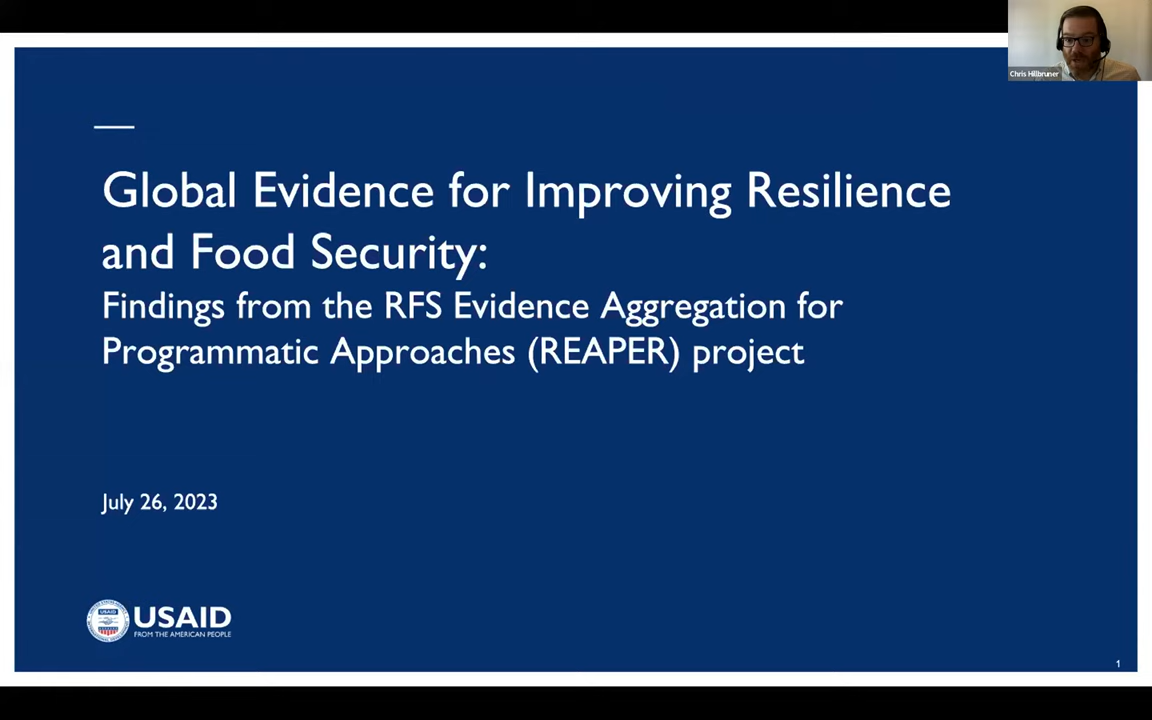 Chris Hillbruner
Global Evidence for Improving Resilience
and Food Security:
Findings from the RFS Evidence Aggregation for
Programmatic Approaches (REAPER) project
July 26, 2023
USAID
USAID
FROM THE AMERICAN PEOPLE
1